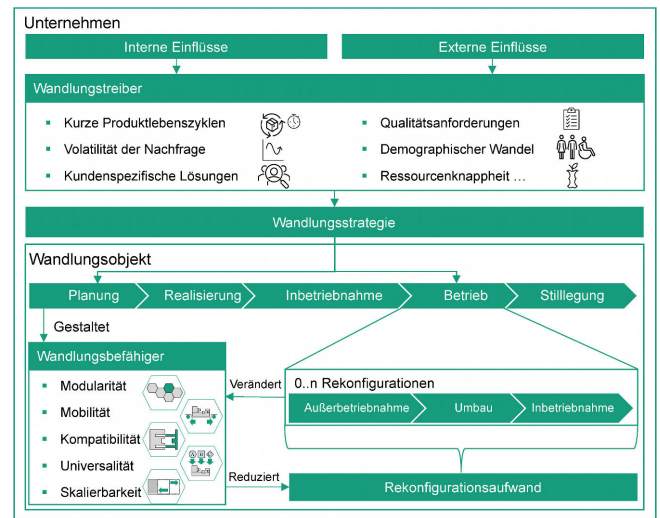 Unternehmen
Interne Einflüsse
Externe Einflüsse
Wandlungstreiber
▪ Kurze Produktlebenszyklen
▪ Volatilität der Nachfrage
▪ Kundenspezifische Lösungen
▪ Qualitätsanforderungen
▪ Demographischer Wandel
▪ Ressourcenknappheit ...
Wandlungsstrategie
Wandlungsobjekt
Planung
Realisierung
Inbetriebnahme
Betrieb
Stilllegung
Gestaltet
Wandlungsbefähiger
▪ Modularität
▪ Mobilität
▪ Kompatibilität
▪ Universalität
▪ Skalierbarkeit
Verändert
0..n Rekonfigurationen
Außerbetriebnahme
Umbau
Inbetriebnahme
Reduziert
Rekonfigurationsaufwand